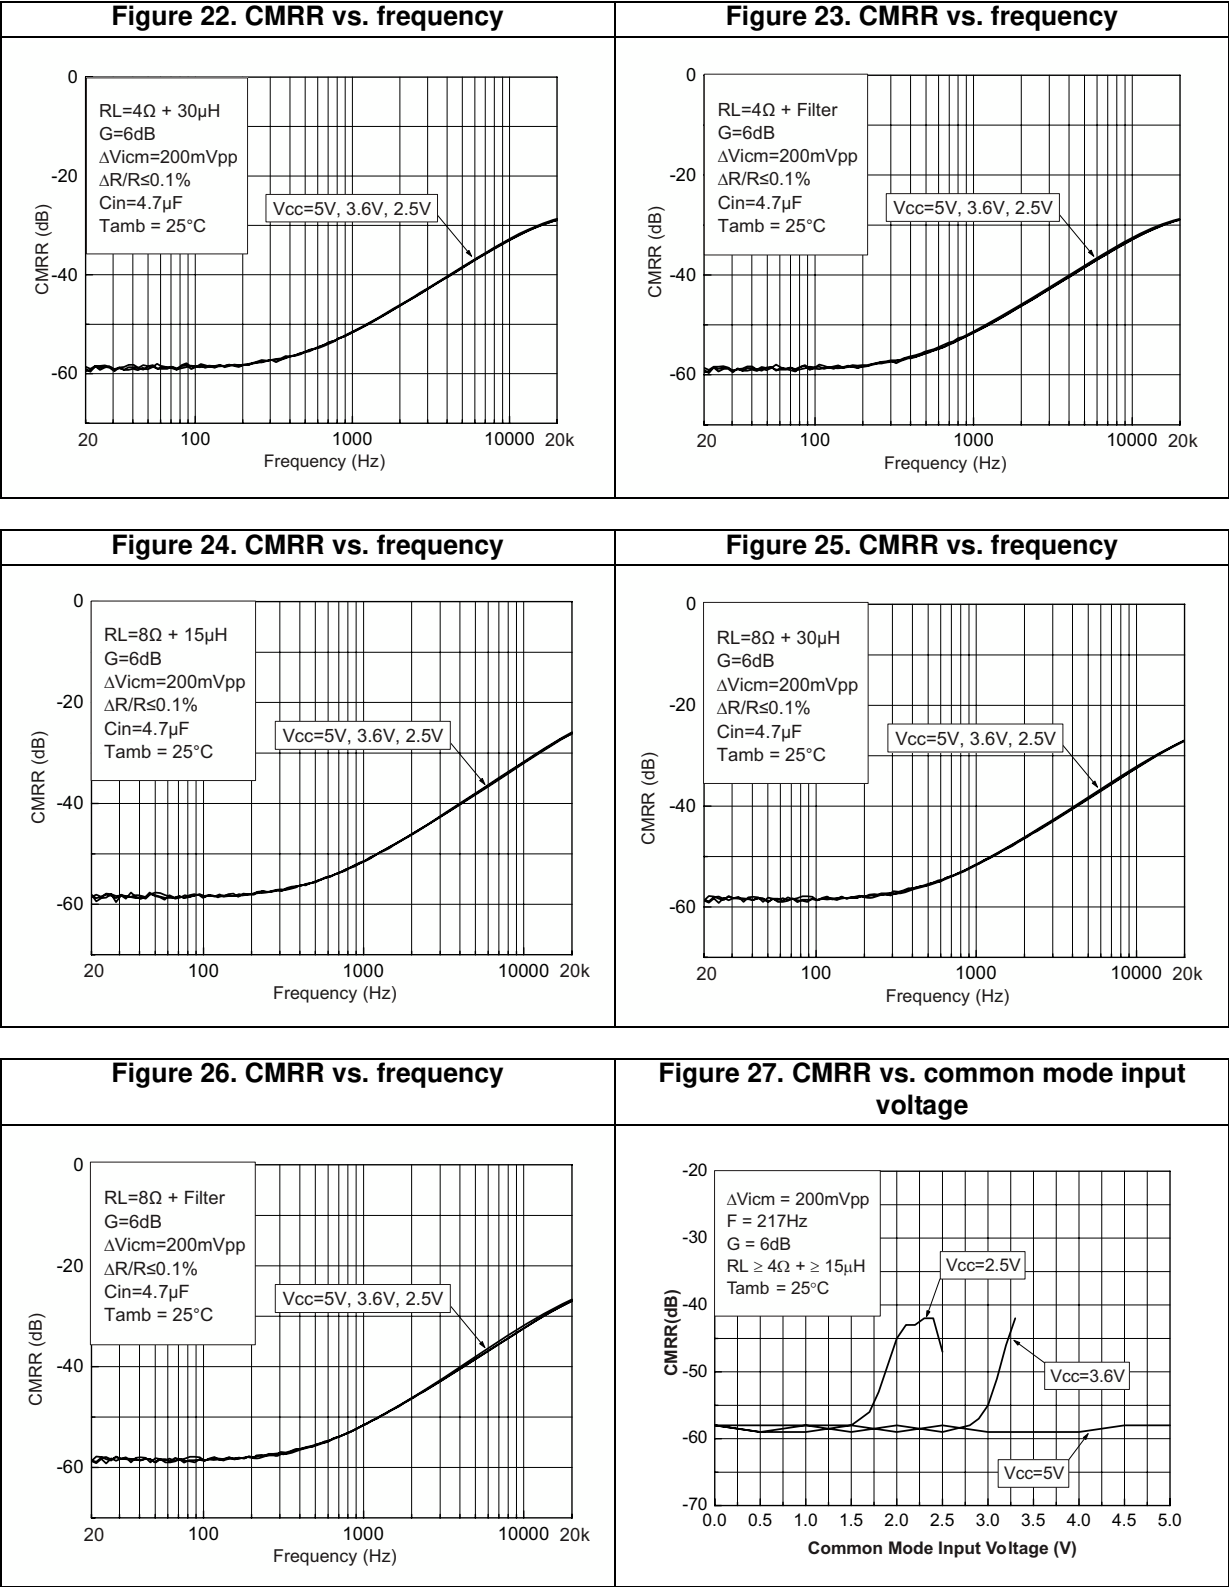 Figure 22. CMRR vs. frequency
0
-20
-40
-60
CMRR (dB)
RL=4Ω + 30µH
G=6dB
ΔVicm=200mVpp
ΔR/R≤0.1%
Cin=4.7µF
Tamb = 25°C
Vcc=5V, 3.6V, 2.5V
20 100 1000 10000 20k
Frequency (Hz)
Figure 23. CMRR vs. frequency
0
-20
-40
-60
CMRR (dB)
RL=4Ω + Filter
G=6dB
ΔVicm=200mVpp
ΔR/R≤0.1%
Cin=4.7µF
Tamb = 25°C
Vcc=5V, 3.6V, 2.5V
20 100 1000 10000 20k
Frequency (Hz)
Figure 24. CMRR vs. frequency
0
-20
-40
-60
CMRR (dB)
RL=8Ω + 15µH
G=6dB
ΔVicm=200mVpp
ΔR/R≤0.1%
Cin=4.7µF
Tamb = 25°C
Vcc=5V, 3.6V, 2.5V
20 100 1000 10000 20k
Frequency (Hz)
Figure 25. CMRR vs. frequency
0
-20
-40
-60
CMRR (dB)
RL=8Ω + 30µH
G=6dB
ΔVicm=200mVpp
ΔR/R≤0.1%
Cin=4.7µF
Tamb = 25°C
Vcc=5V, 3.6V, 2.5V
20 100 1000 10000 20k
Frequency (Hz)
Figure 26. CMRR vs. frequency
0
-20
-40
-60
CMRR (dB)
RL=8Ω + Filter
G=6dB
ΔVicm=200mVpp
ΔR/R≤0.1%
Cin=4.7µF
Tamb = 25°C
Vcc=5V, 3.6V, 2.5V
20 100 1000 10000 20k
Frequency (Hz)
Figure 27. CMRR vs. common mode input
voltage
-20
-30
-40
-50
-60
-70
CMRR(dB)
ΔVicm = 200mVpp
F = 217Hz
G = 6dB
RL ≥ 4Ω + ≥ 15µH
Tamb = 25°C
Vcc=2.5V
Vcc=3.6V
Vcc=5V
0.0 0.5 1.0 1.5 2.0 2.5 3.0 3.5 4.0 4.5 5.0
Common Mode Input Voltage (V)